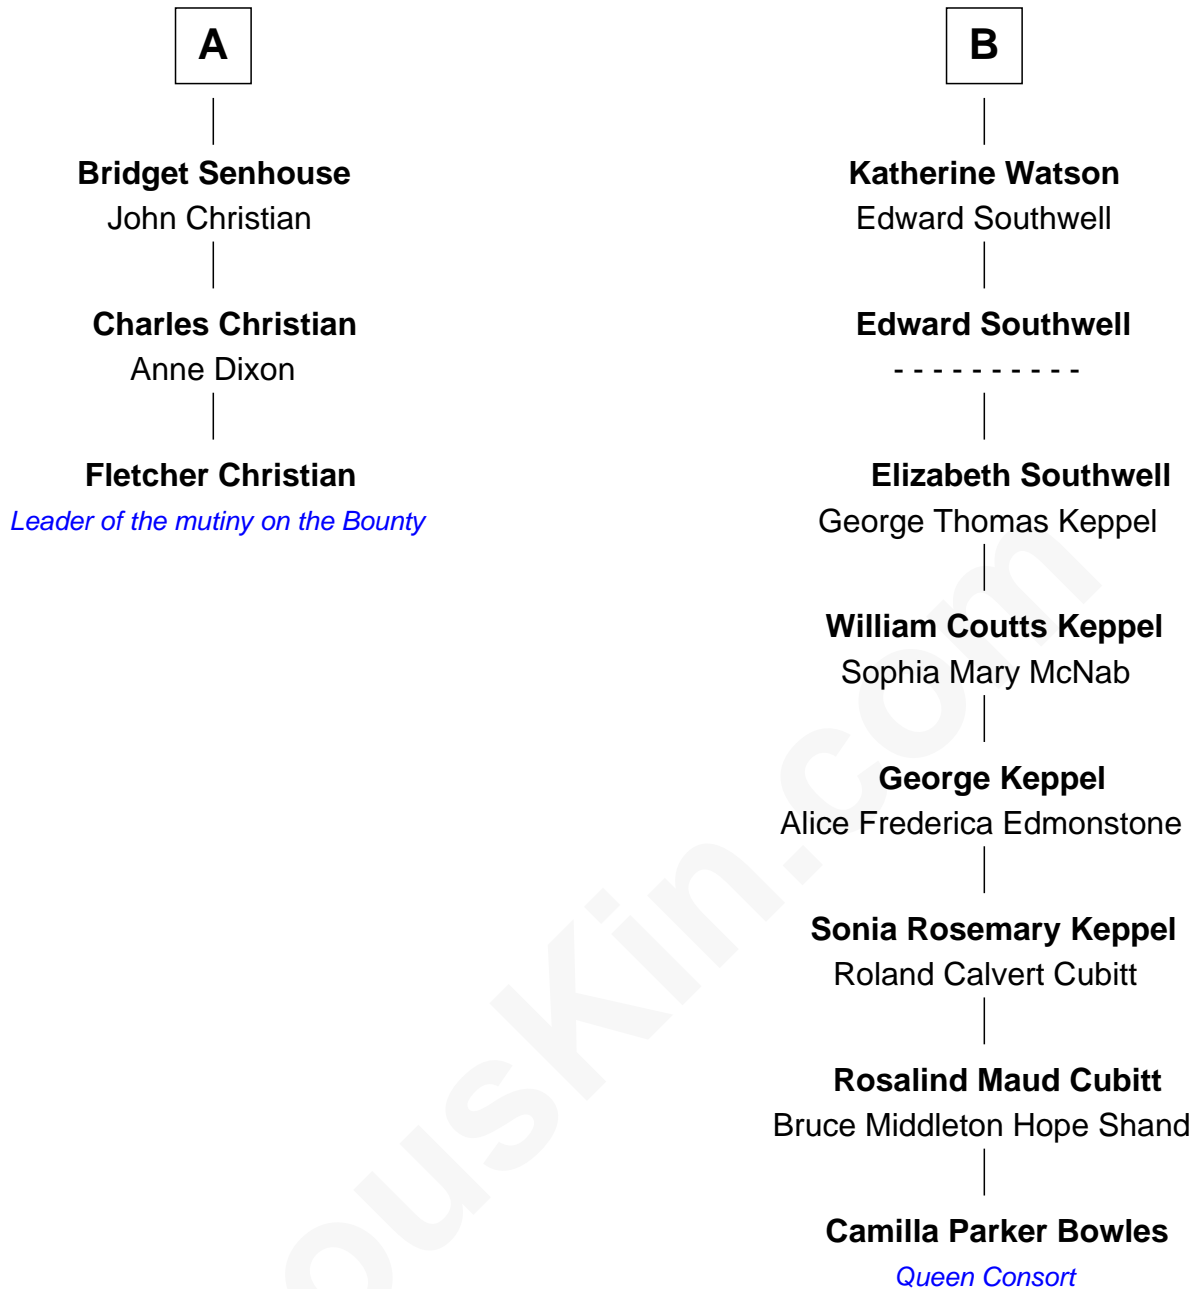 A
Bridget Senhouse
John Christian
Charles Christian
Anne Dixon
Fletcher Christian
Leader of the mutiny on the Bounty
B
Katherine Watson
Edward Southwell
Edward Southwell
- - - - - - - - - -
Elizabeth Southwell
George Thomas Keppel
William Coutts Keppel
Sophia Mary McNab
George Keppel
Alice Frederica Edmonstone
Sonia Rosemary Keppel
Roland Calvert Cubitt
Rosalind Maud Cubitt
Bruce Middleton Hope Shand
Camilla Parker Bowles
Queen Consort
ousKin.com